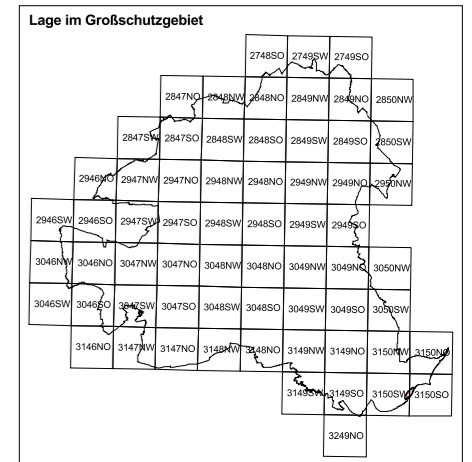 Lage im Großschutzgebiet
2748SO 2749SW 2749SO
2847NO 2848NW 2848NO 2849NW 2849NO 2850NW
2847SW 2847SO 2848SW 2848SO 2849SW 2849SO 2850SW
2946NO 2947NW 2947NO 2948NW 2948NO 2949NW 2949NO 2950NW
2946SW 2946SO 2947SW 2947SO 2948SW 2948SO 2949SW 2949SO
3046NW 3046NO 3047NW 3047NO 3048NW 3048NO 3049NW 3049NO 3050NW
3046SW 3046SO 3047SW 3047SO 3048SW 3048SO 3049SW 3049SO 3050SW
3146NO 3147NW 3147NO 3148NW 3148NO 3149NW 3149NO 3150NW 3150NO
3149SW 3149SO 3150SW 3150SO
3249NO